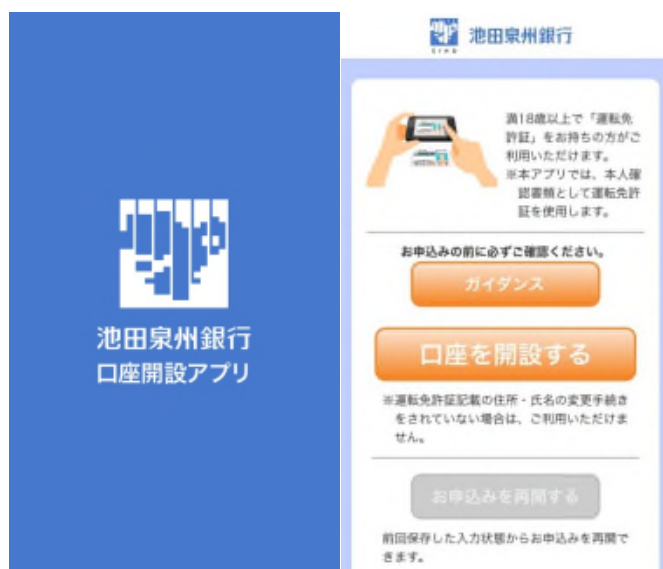 池田泉州銀行
口座開設アプリ
池田泉州銀行
満18歳以上で「運転免
許証」をお持ちの方がご
利用いただけます。
※本アプリでは、本人確
認書類として運転免許
証を使用します。
お申込みの前に必ずご確認ください。
ガイダンス
口座を開設する
※運転免許証記載の住所・氏名の変更手続き
をされていない場合は、ご利用いただけま
せん。
お申込みを再開する
前回保存した入力状態からお申込みを再開で
きます。